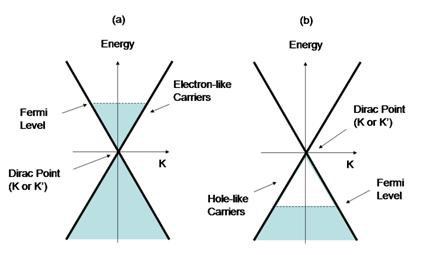 (a)
Energy
Electron-like
Carriers
Fermi
Level
Dirac Point
(K or K')
K
(b)
Energy
Dirac Point
(K or K')
K
Hole-like
Carriers
Fermi
Level